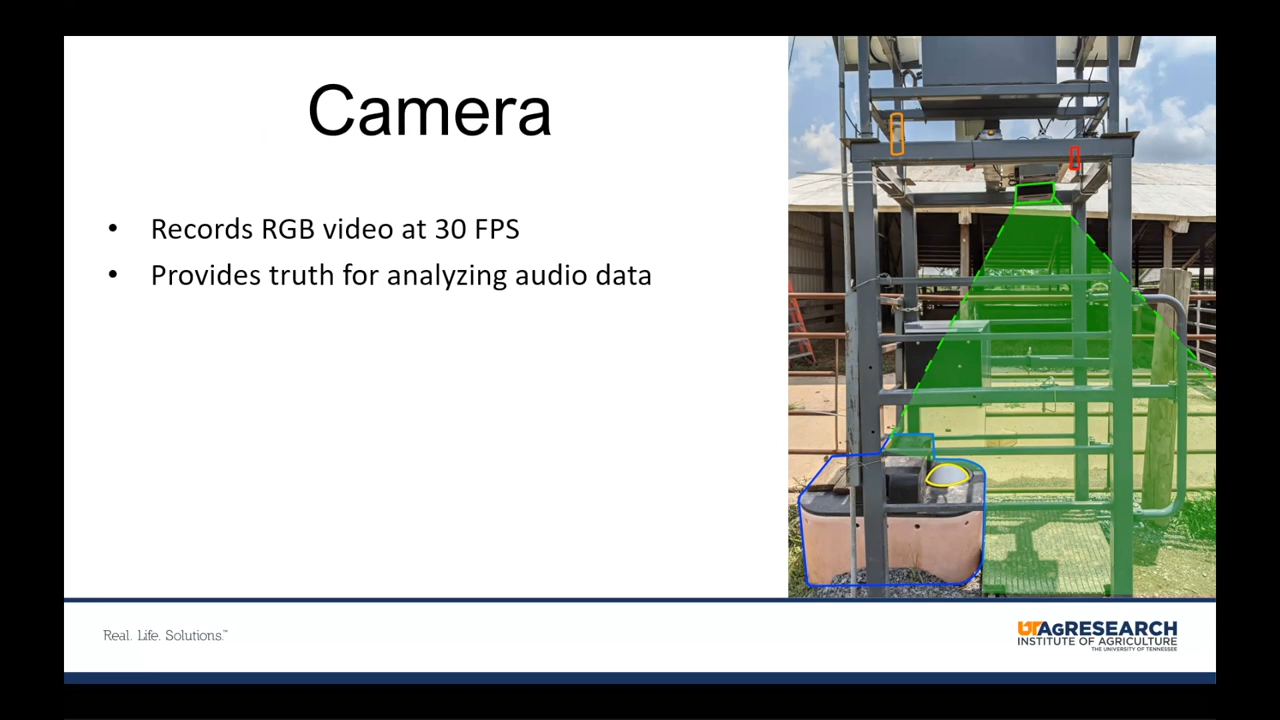 Camera
• Records RGB video at 30 FPS
• Provides truth for analyzing audio data
Real. Life. Solutions.™
UTAGRESEARCH
INSTITUTE OF AGRICULTURE
THE UNIVERSITY OF TENNESSEE